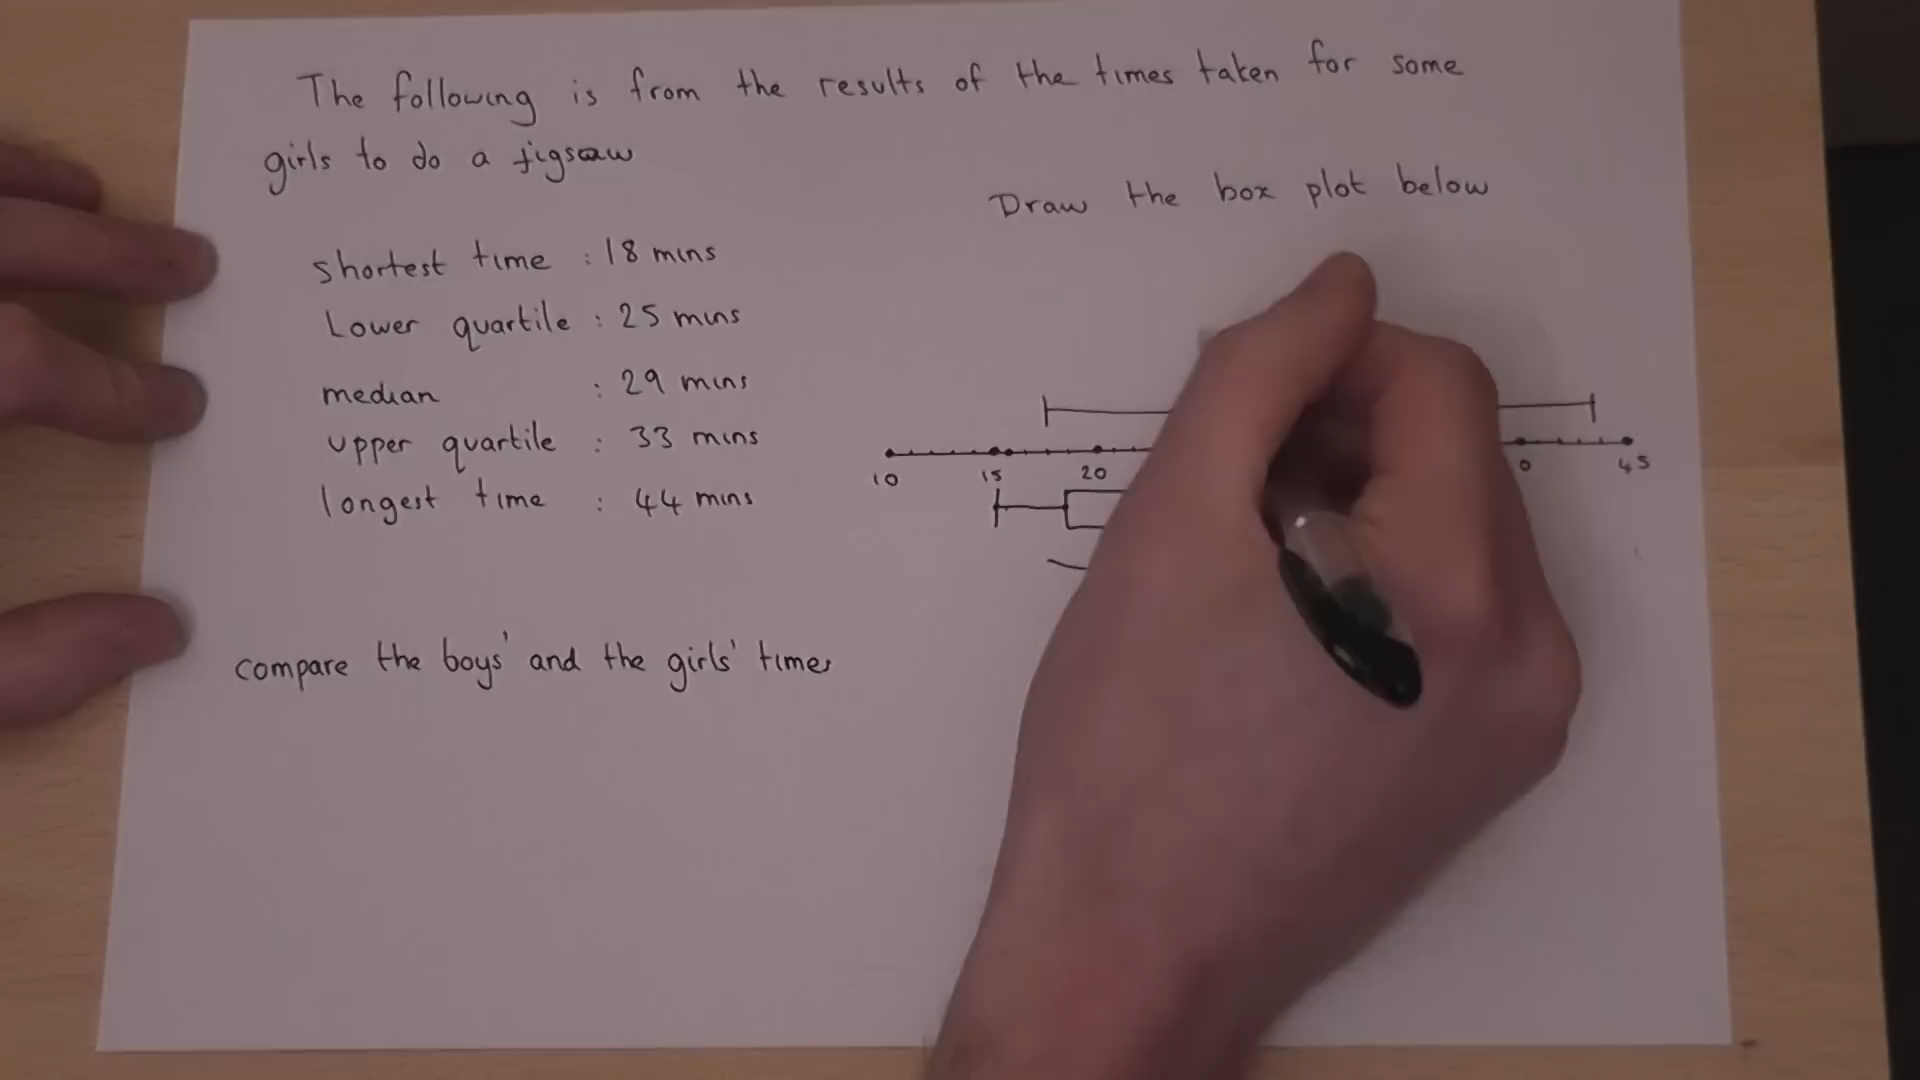 The following is from the results of the times taken for some
girls to do a jigsaw
Draw the box plot below
shortest time : 18 mins
Lower quartile : 25 mins
median : 29 mins
upper quartile : 33 mins
longest time : 44 mins
10 15 20 0 45
compare the boys' and the girls' times